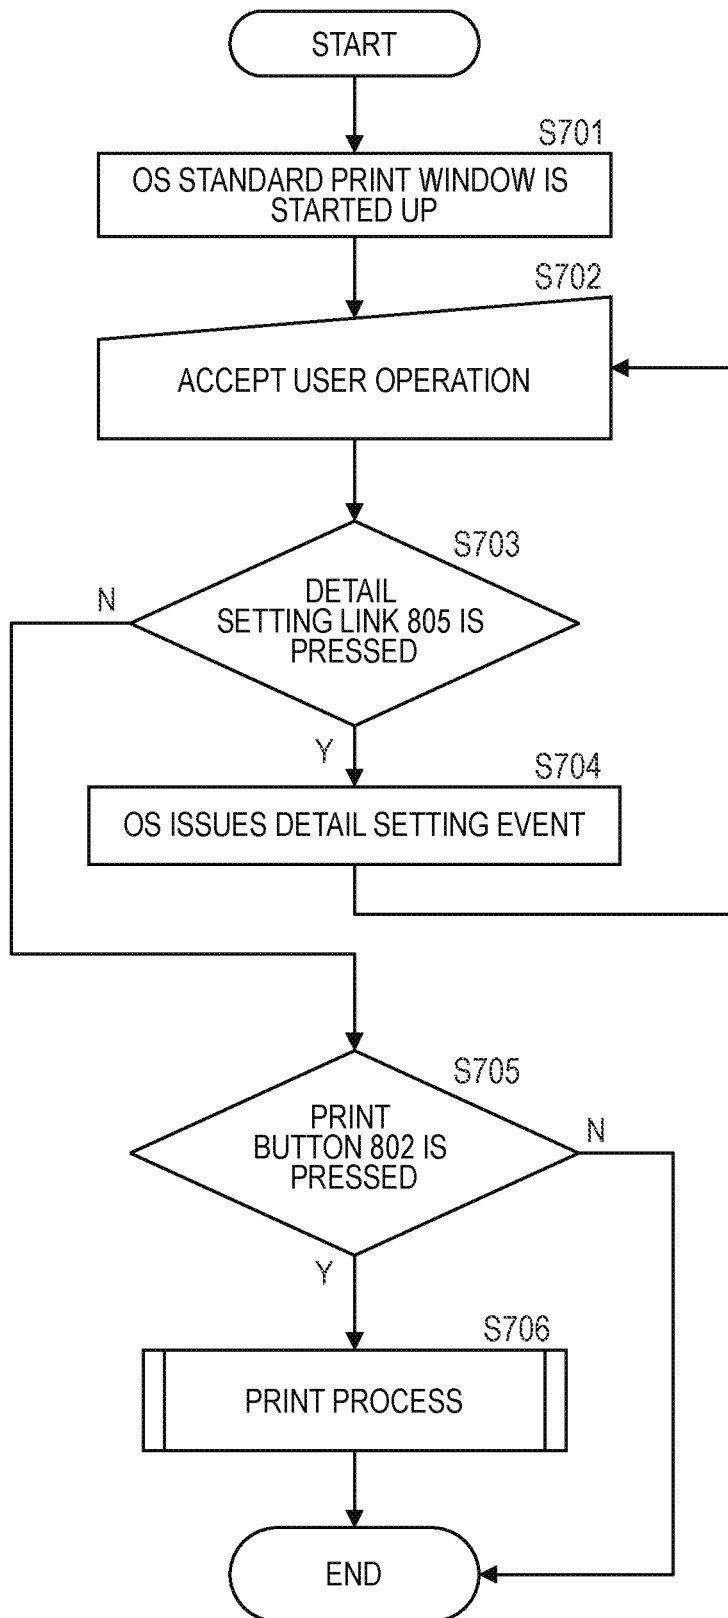 START
S701
OS STANDARD PRINT WINDOW IS
STARTED UP
S702
ACCEPT USER OPERATION
S703
N
DETAIL
SETTING LINK 805 IS
PRESSED
Y
S704
OS ISSUES DETAIL SETTING EVENT
S705
PRINT
BUTTON 802 IS
PRESSED
N
Y
S706
PRINT PROCESS
END